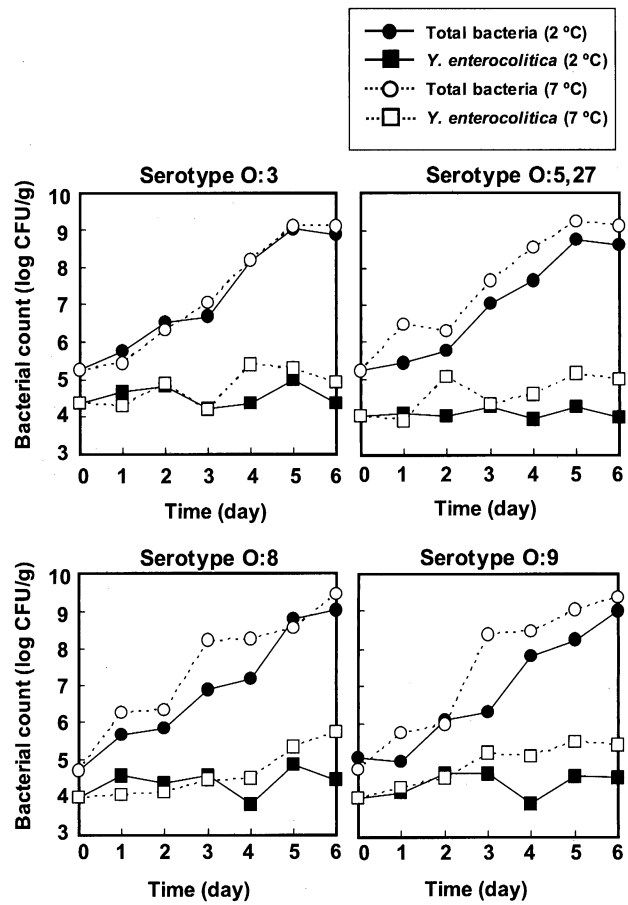 Total bacteria (2 ºC)
Y. enterocolitica (2 ºC)
Total bacteria (7 ºC)
Y. enterocolitica (7 ºC)
Serotype O:3
Serotype O:5,27
10
9
8
7
6
5
4
3
Bacterial count (log CFU/g)
0 1 2 3 4 5 6
0 1 2 3 4 5 6
Time (day)
Time (day)
Serotype O:8
Serotype O:9
10
9
8
7
6
5
4
3
Bacterial count (log CFU/g)
0 1 2 3 4 5 6
0 1 2 3 4 5 6
Time (day)
Time (day)